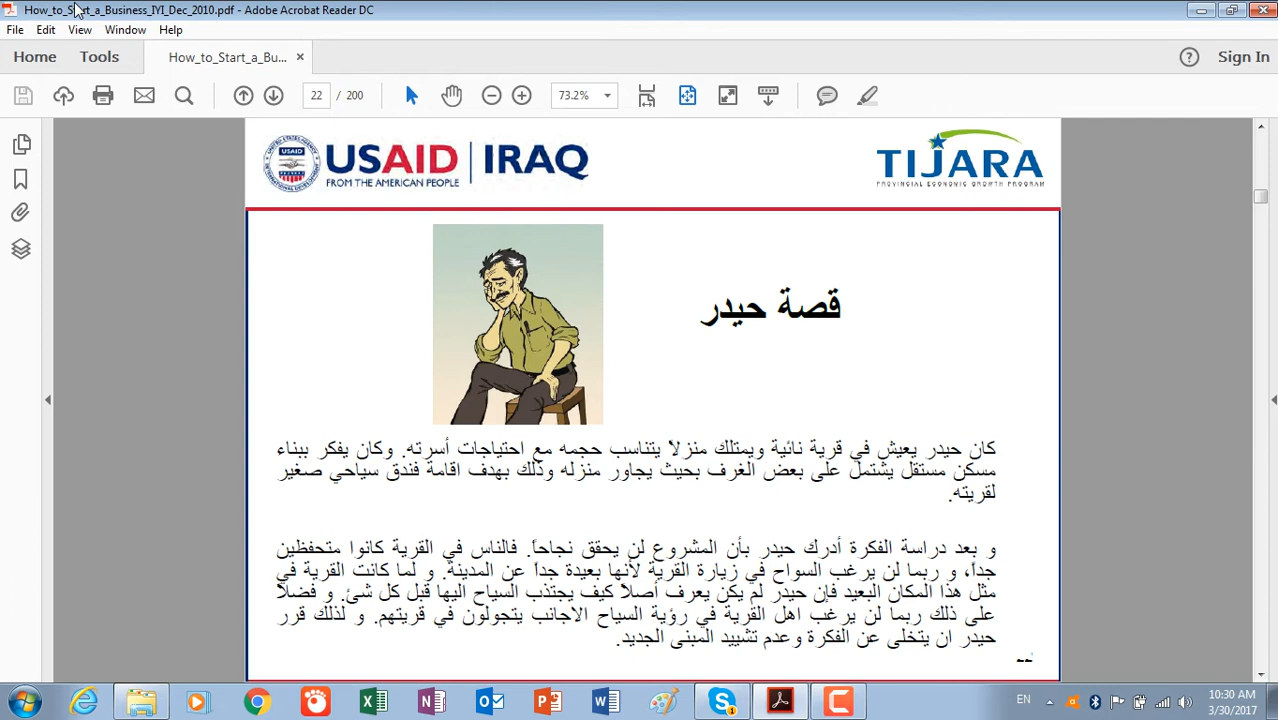 How_to_Start_a_Business_IYI_Dec_2010.pdf - Adobe Acrobat Reader DC
File Edit View Window Help
Home Tools How_to_Start_a_Bu... × Sign In
22 / 200 73.2%
USAID IRAQ
FROM THE AMERICAN PEOPLE
TIJARA
PROVINCIAL ECONOMIC GROWTH PROGRAM
قصة حيدر
كان حيدر يعيش في قرية نائية ويمتلك منزلا يتناسب حجمه مع احتياجات أسرته. وكان يفكر ببناء
مسكن مستقل يشتمل على بعض الغرف بحيث يجاور منزله وذلك بهدف اقامة فندق سياحي صغير
لقريته.
و بعد دراسة الفكرة أدرك حيدر بأن المشروع لن يحقق نجاحاً. فالناس في القرية كانوا متحفظين
جداً، و ربما لن يرغب السواح في زيارة القرية لأنها بعيدة جداً عن المدينة. و لما كانت القرية في
مثل هذا المكان البعيد فإن حيدر لم يكن يعرف أصلاً كيف يجتذب السياح اليها قبل كل شئ. و فضلاً
على ذلك ربما لن يرغب اهل القرية في رؤية السياح الاجانب يتجولون في قريتهم. و لذلك قرر
حيدر ان يتخلى عن الفكرة وعدم تشييد المبنى الجديد.
EN 10:30 AM
3/30/2017